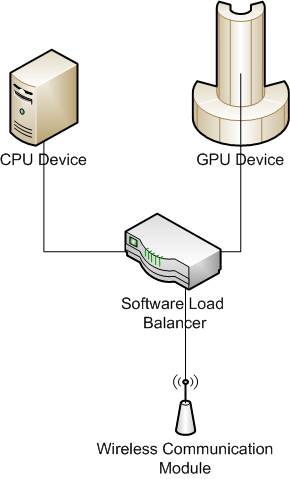 CPU Device
GPU Device
Software Load
Balancer
Wireless Communication
Module